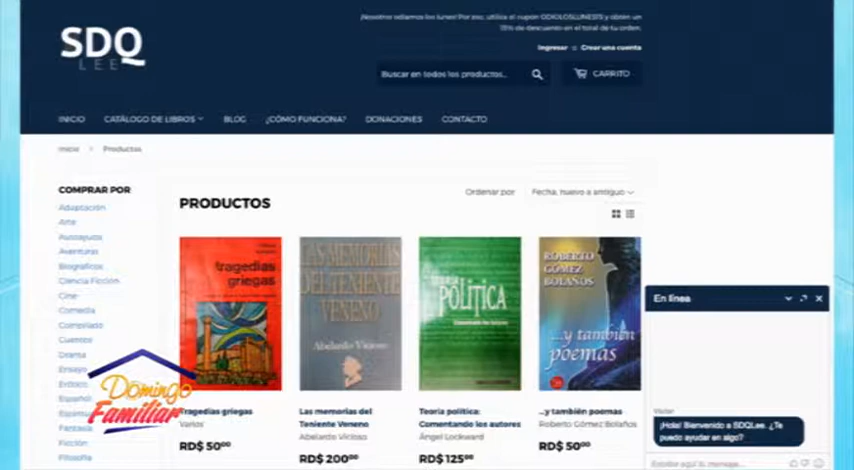 ¡Nosotros odiamos los lunes! Por eso, utiliza el cupón ODIOLOSLUNES15 y obtén un
15% de descuento en el total de tu orden.
SDQ
LEE
Ingresar o Crear una cuenta
Buscar en todos los productos...
CARRITO
INICIO CATÁLOGO DE LIBROS BLOG ¿CÓMO FUNCIONA? DONACIONES CONTACTO
Inicio > Productos
COMPRAR POR
Adaptación
Arte
Aventuras
Biográficos
Ciencia Ficción
Cine
Comedia
Compilado
Cuentos
Drama
Ensayo
Erótico
Español
Fantasía
Ficción
Filosofía
PRODUCTOS
Ordenar por Fecha, nuevo a antiguo
tragedias
griegas
LAS MEMORIAS
DEL TENIENTE
VENENO
Abelardo Vicioso
POLÍTICA
ROBERTO
GÓMEZ
BOLAÑOS
...y también
poemas
Tragedias griegas
Varios
RD$ 50⁰⁰
Las memorias del
Teniente Veneno
Abelardo Vicioso
RD$ 200⁰⁰
Teoría política:
Comentando los autores
Ángel Lockward
RD$ 125⁰⁰
...y también poemas
Roberto Gómez Bolaños
RD$ 50⁰⁰
En línea
¡Hola! Bienvenido a SDQLee. ¿Te
puedo ayudar en algo?
Escribe aquí tu mensaje...
Domingo
Familiar